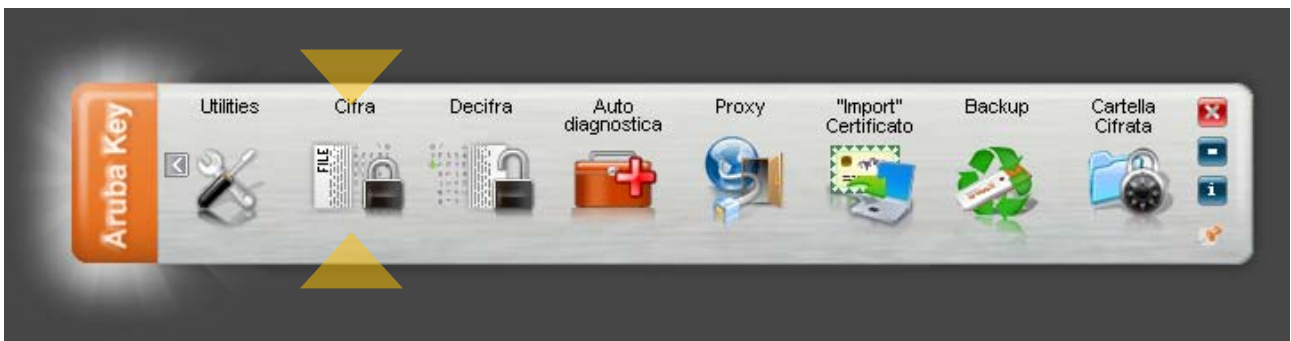 Aruba Key
Utilities
Cifra
Decifra
Auto
diagnostica
Proxy
"Import"
Certificato
Backup
Cartella
Cifrata
FILE